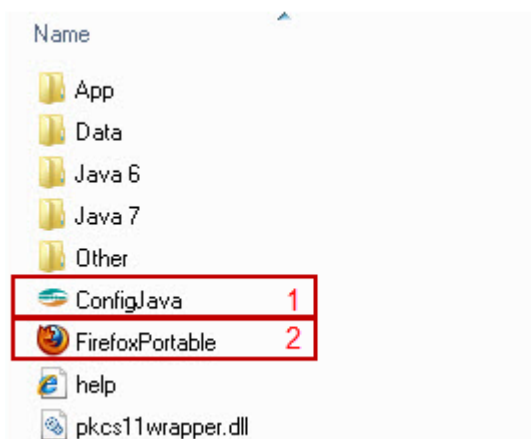 Name
App
Data
Java 6
Java 7
Other
ConfigJava 1
FirefoxPortable 2
help
pkcs11wrapper.dll